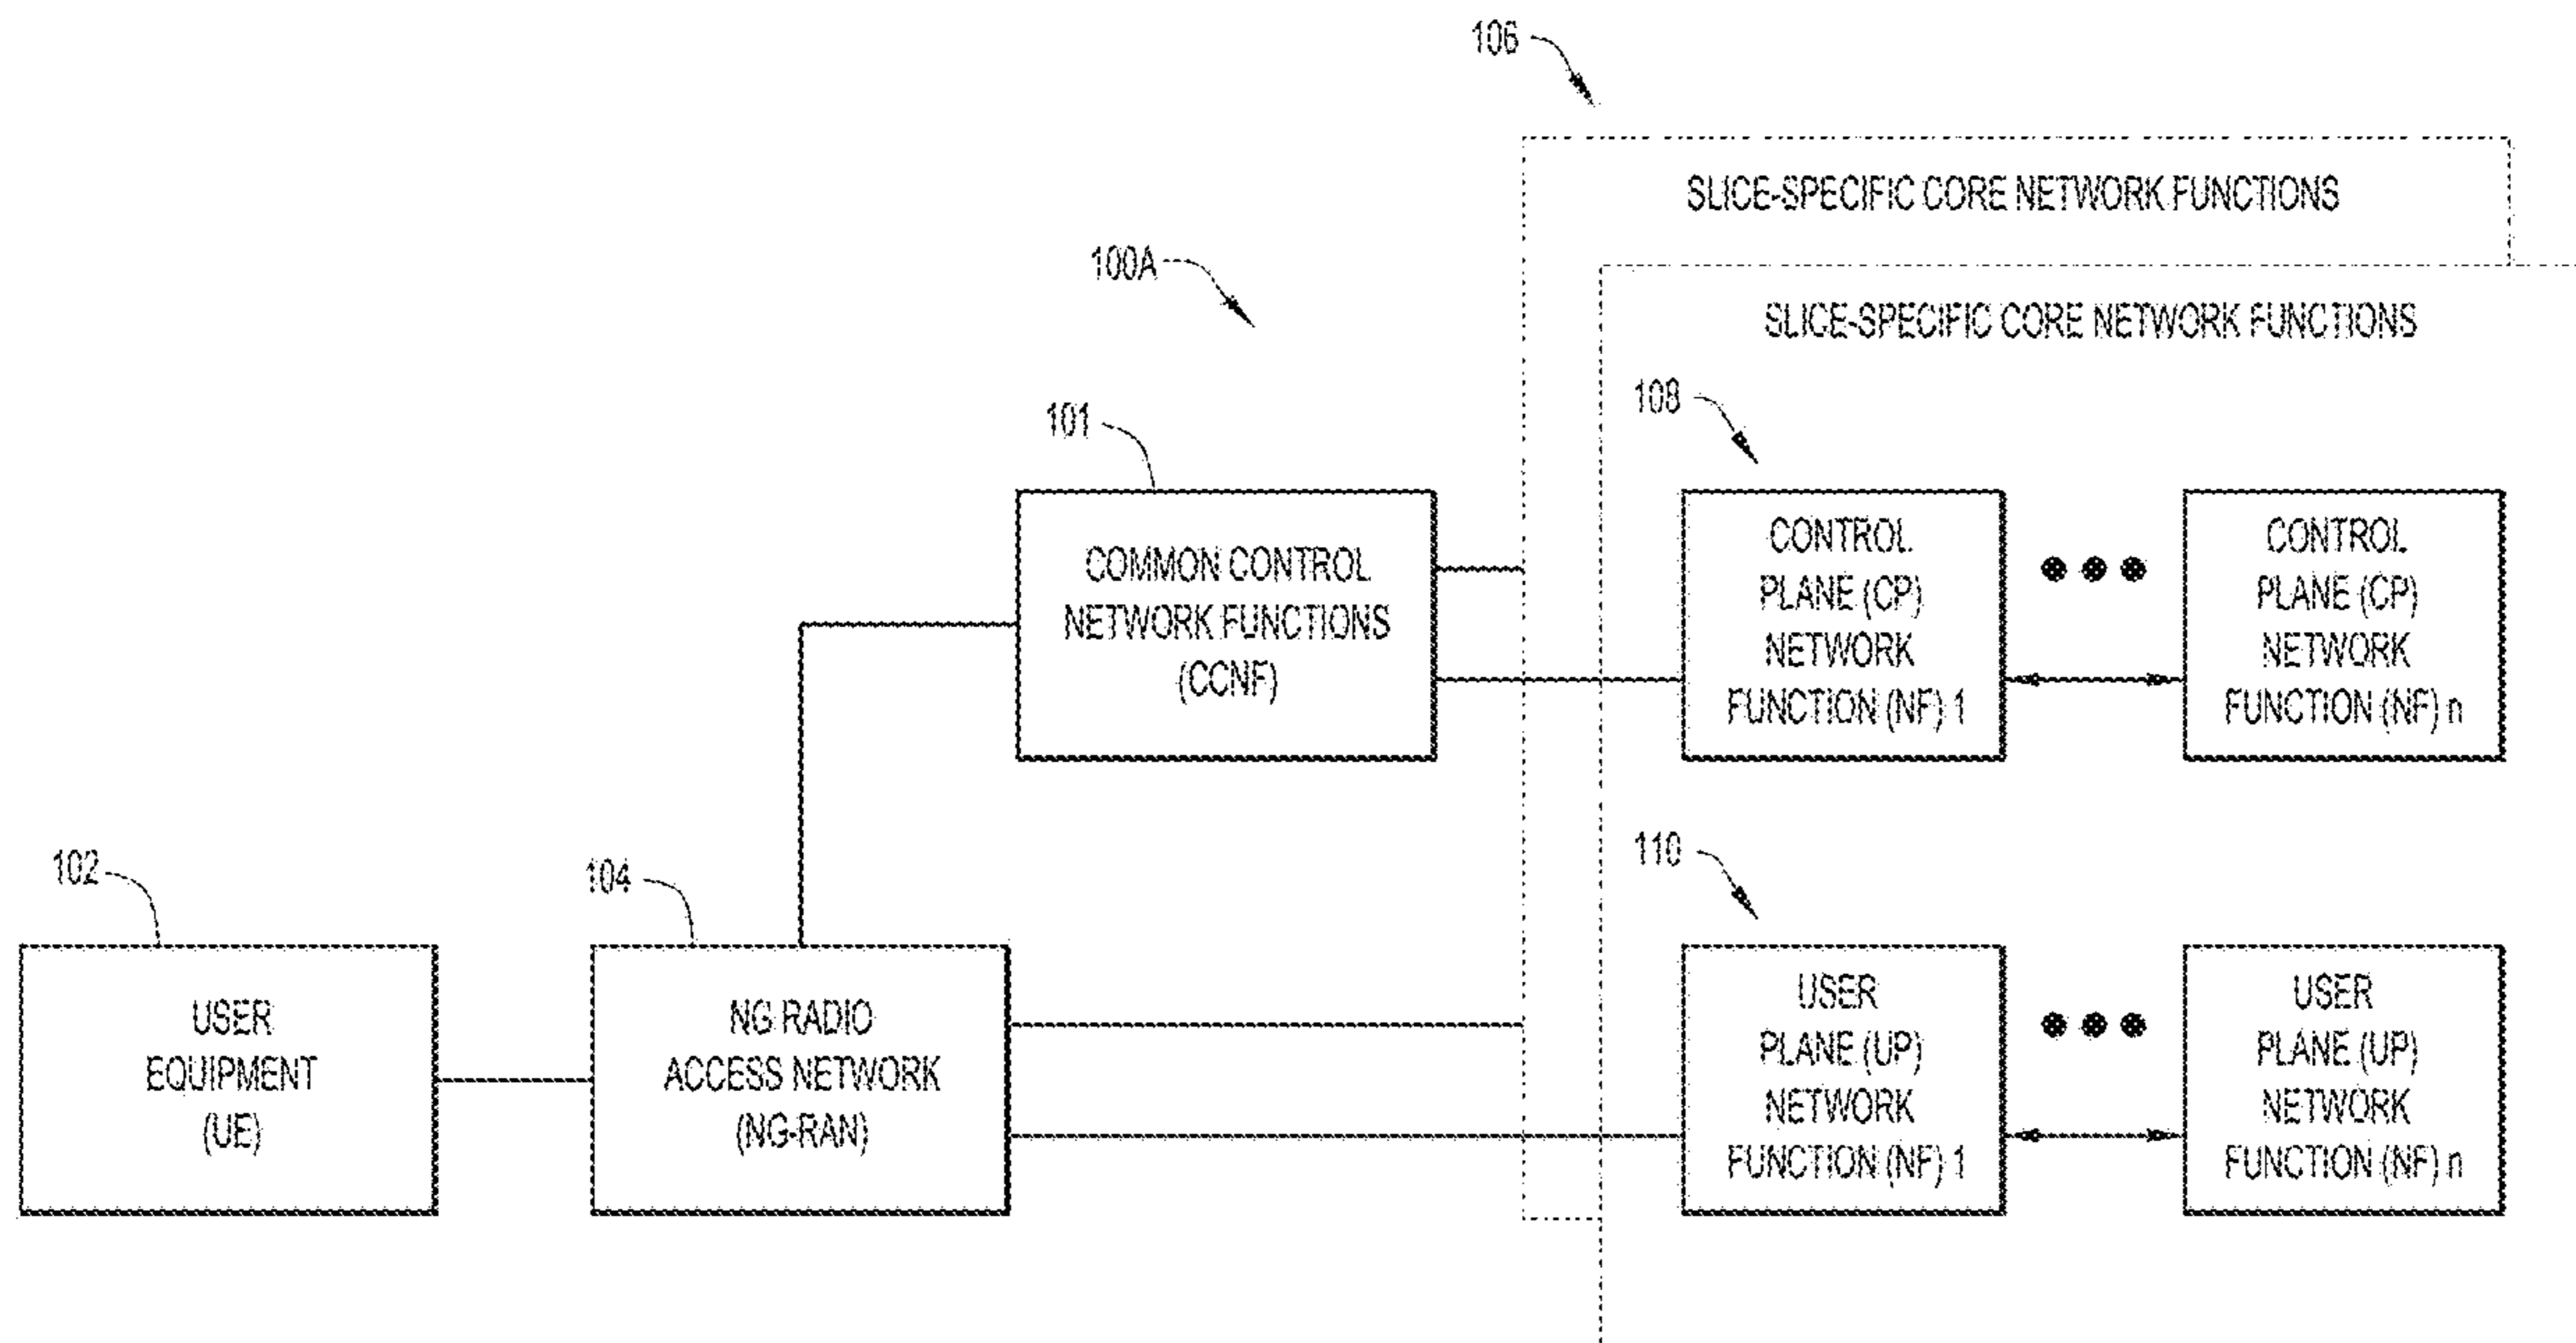 106
SLICE-SPECIFIC CORE NETWORK FUNCTIONS
100A
SLICE-SPECIFIC CORE NETWORK FUNCTIONS
108
101
COMMON CONTROL
NETWORK FUNCTIONS
(CCNF)
CONTROL
PLANE (CP)
NETWORK
FUNCTION (NF) 1
CONTROL
PLANE (CP)
NETWORK
FUNCTION (NF) n
102
104
110
USER
EQUIPMENT
(UE)
NG RADIO
ACCESS NETWORK
(NG-RAN)
USER
PLANE (UP)
NETWORK
FUNCTION (NF) 1
USER
PLANE (UP)
NETWORK
FUNCTION (NF) n